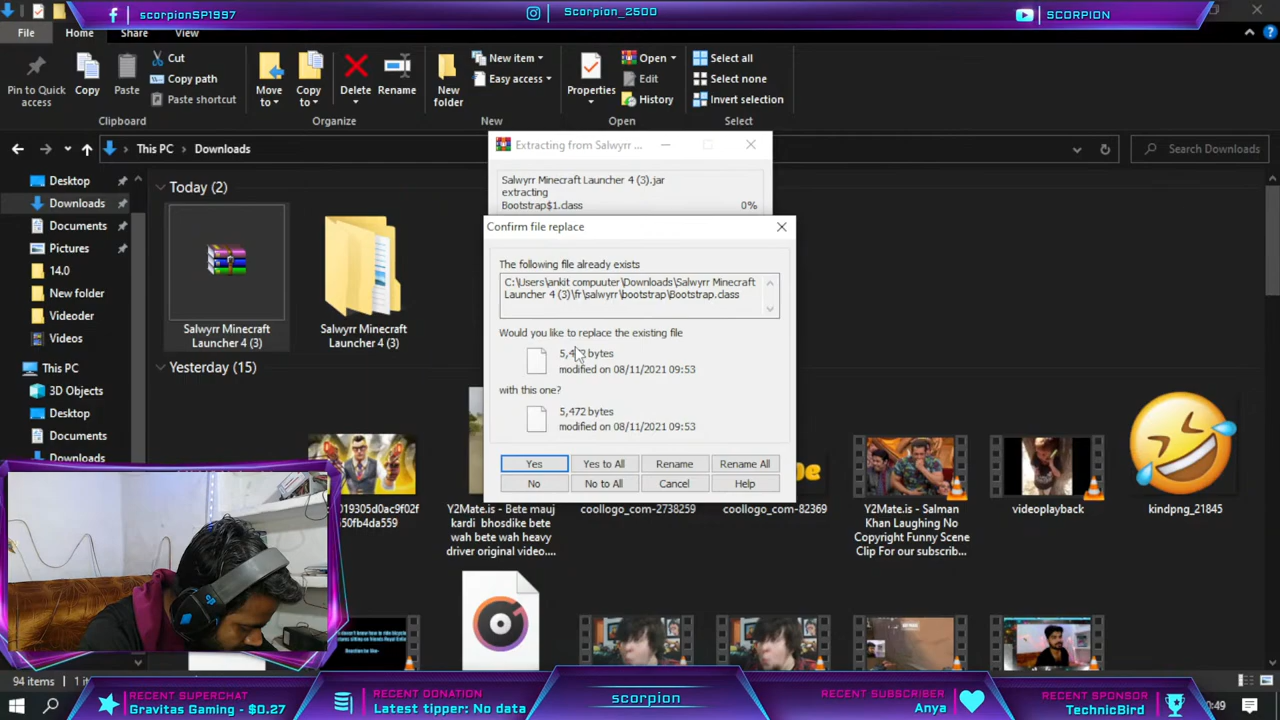 scorpionSP1997
Scorpion_2500
SCORPION
File
Home
Share
View
Pin to Quick
access
Copy
Paste
Cut
Copy path
Paste shortcut
Clipboard
Move
to
Copy
to
Delete
Rename
Organize
New
folder
New item
Easy access
New
Properties
Open
Edit
History
Open
Select all
Select none
Invert selection
Select
This PC
Downloads
Search Downloads
Desktop
Downloads
Documents
Pictures
14.0
New folder
Videoder
Videos
This PC
3D Objects
Desktop
Documents
Downloads
Today (2)
Salwyrr Minecraft
Launcher 4 (3)
Salwyrr Minecraft
Launcher 4 (3)
Yesterday (15)
Extracting from Salwyrr ...
Salwyrr Minecraft Launcher 4 (3).jar
extracting
Bootstrap$1.class
0%
Confirm file replace
The following file already exists
C:\Users\ankit compuuter\Downloads\Salwyrr Minecraft
Launcher 4 (3)\fr\salwyrr\bootstrap\Bootstrap.class
Would you like to replace the existing file
bytes
modified on 08/11/2021 09:53
with this one?
5,472 bytes
modified on 08/11/2021 09:53
Yes
Yes to All
Rename
Rename All
No
No to All
Cancel
Help
019305d0ac971c0f2
b50fb4da559
Y2Mate.is - Bete mauj
kardi bhosdike bete
wah bete wah heavy
driver original video....
coollogo_com-2738259
coollogo_com-82369
Y2Mate.is - Salman
Khan Laughing No
Copyright Funny Scene
Clip For our subscrib...
videoplayback
kindpng_21845
94 items
RECENT SUPERCHAT
Gravitas Gaming - $0.27
RECENT DONATION
Latest tipper: No data
scorpion
RECENT SUBSCRIBER
Anya
RECENT SPONSOR
TechnicBird
0:49